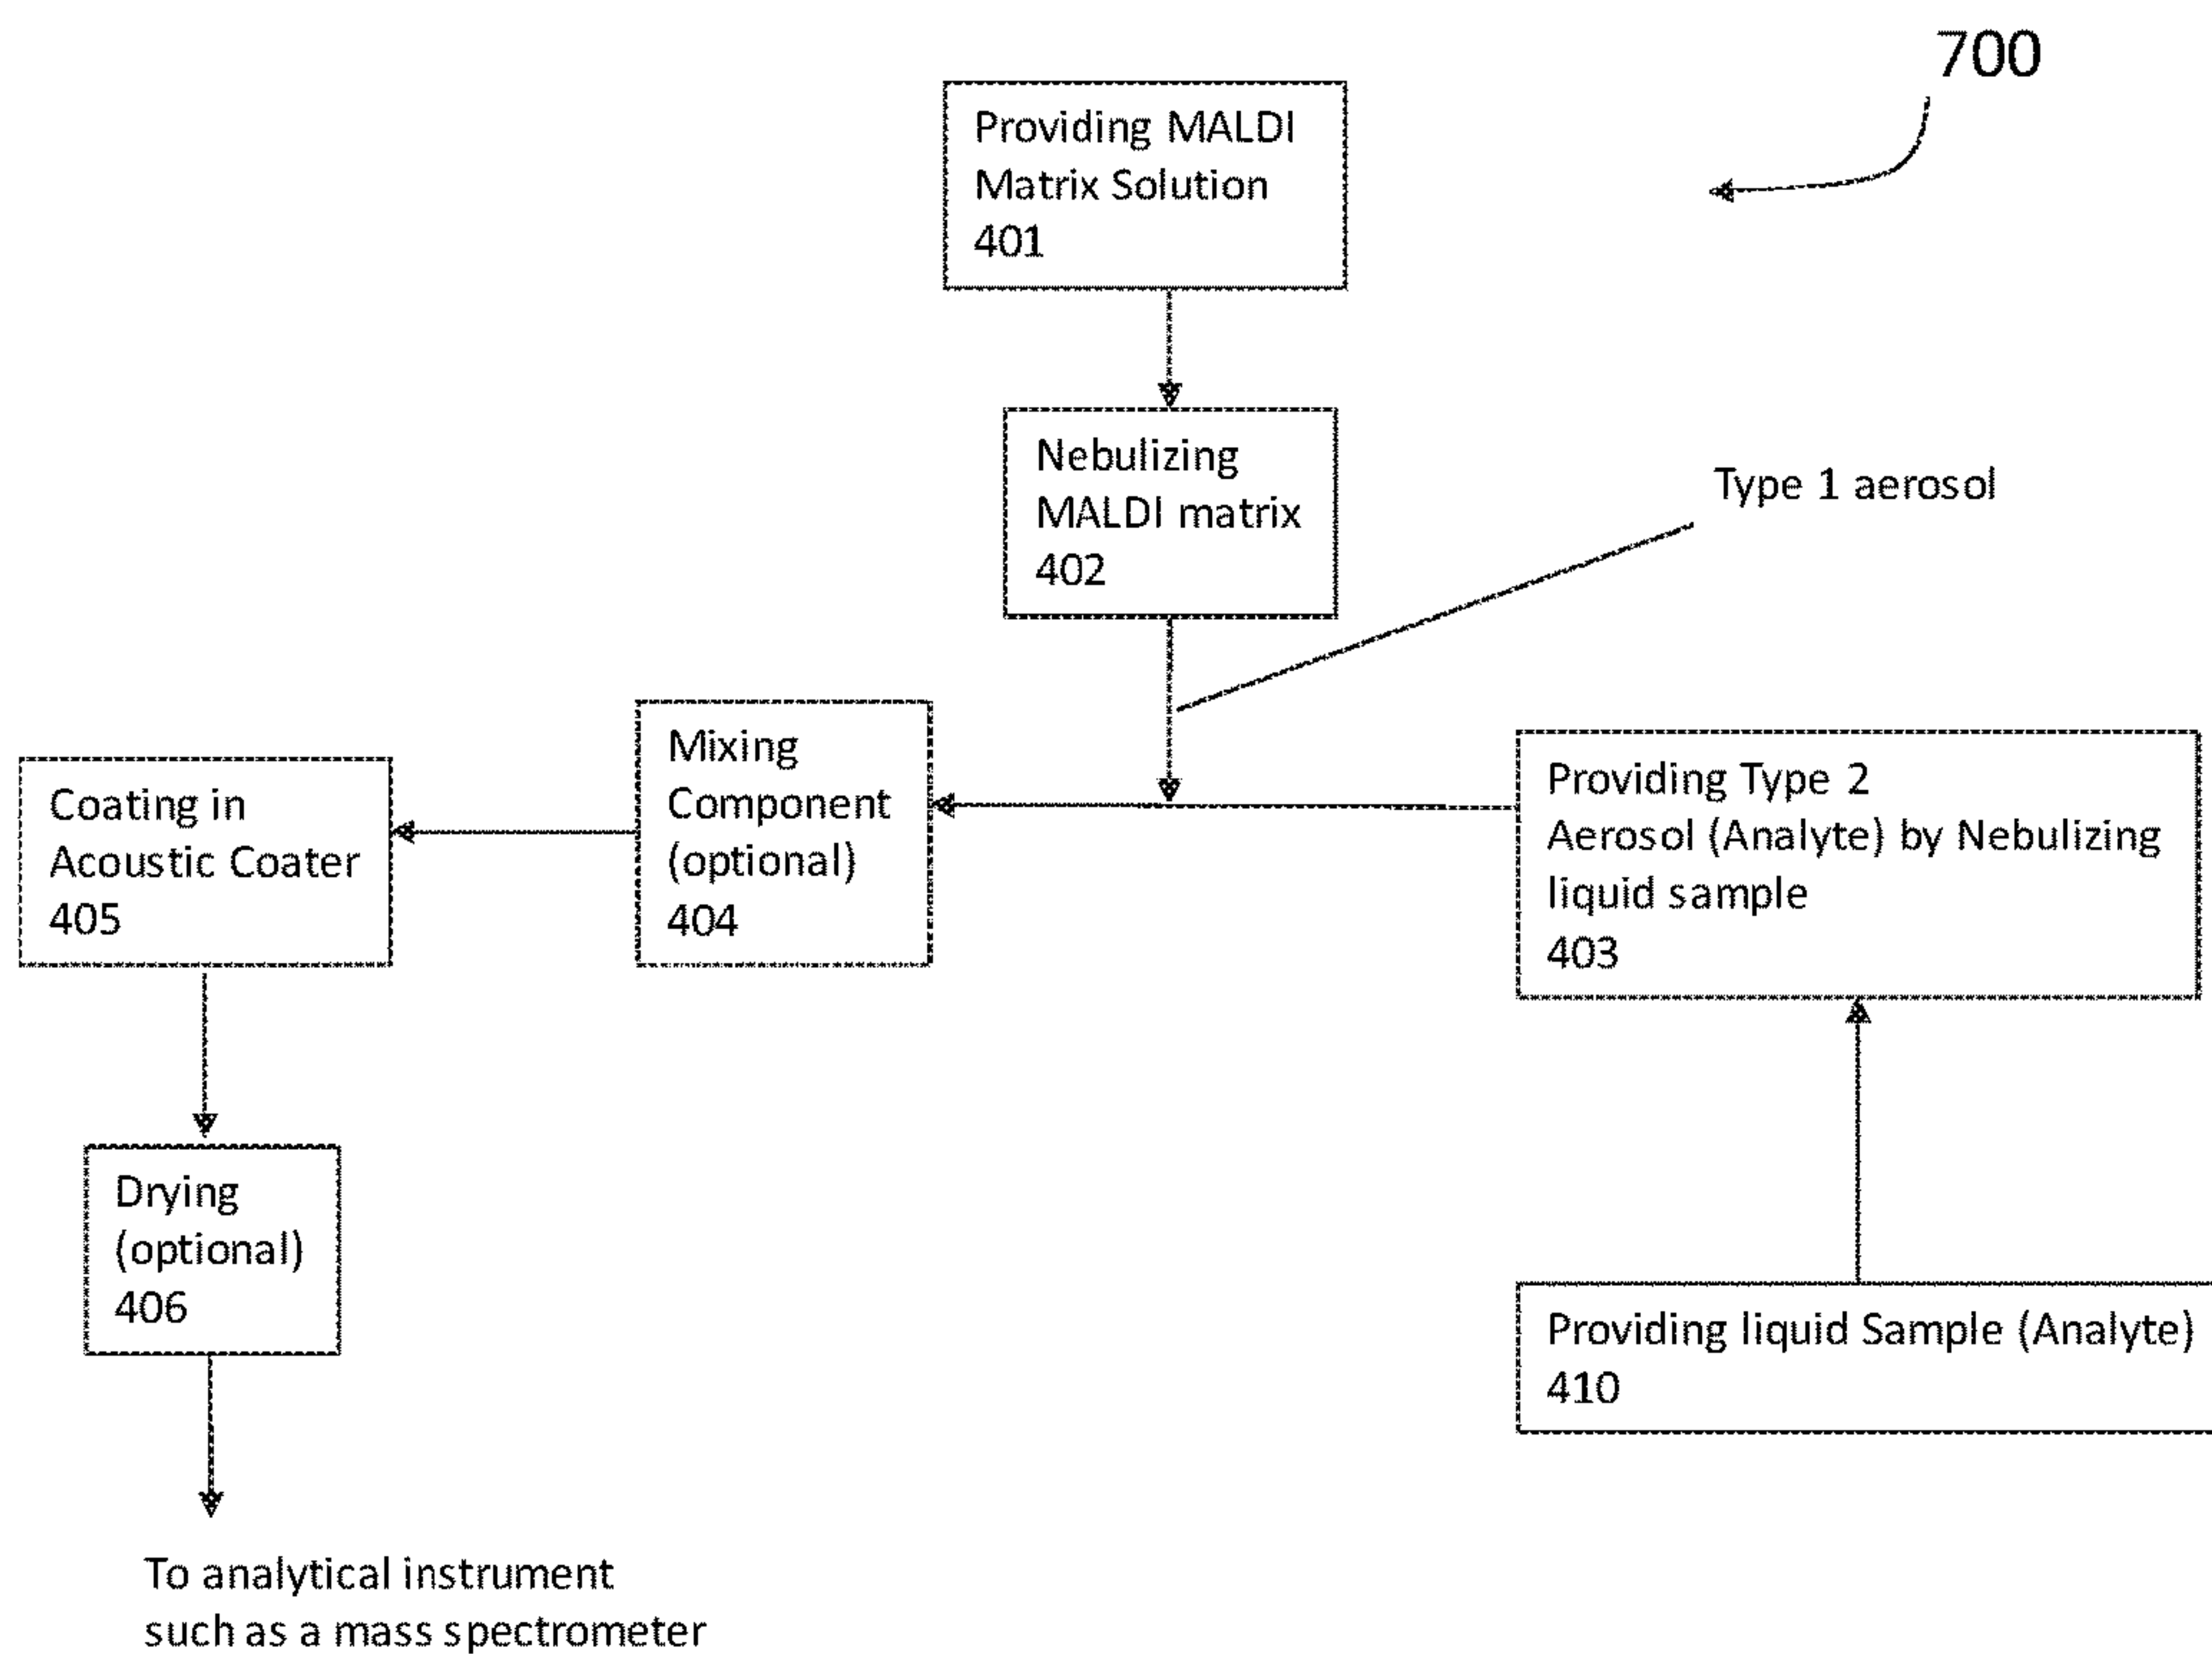 700
Providing MALDI
Matrix Solution
401
Nebulizing
MALDI matrix
402
Type 1 aerosol
Mixing
Component
(optional)
404
Coating in
Acoustic Coater
405
Providing Type 2
Aerosol (Analyte) by Nebulizing
liquid sample
403
Drying
(optional)
406
Providing liquid Sample (Analyte)
410
To analytical instrument
such as a mass spectrometer